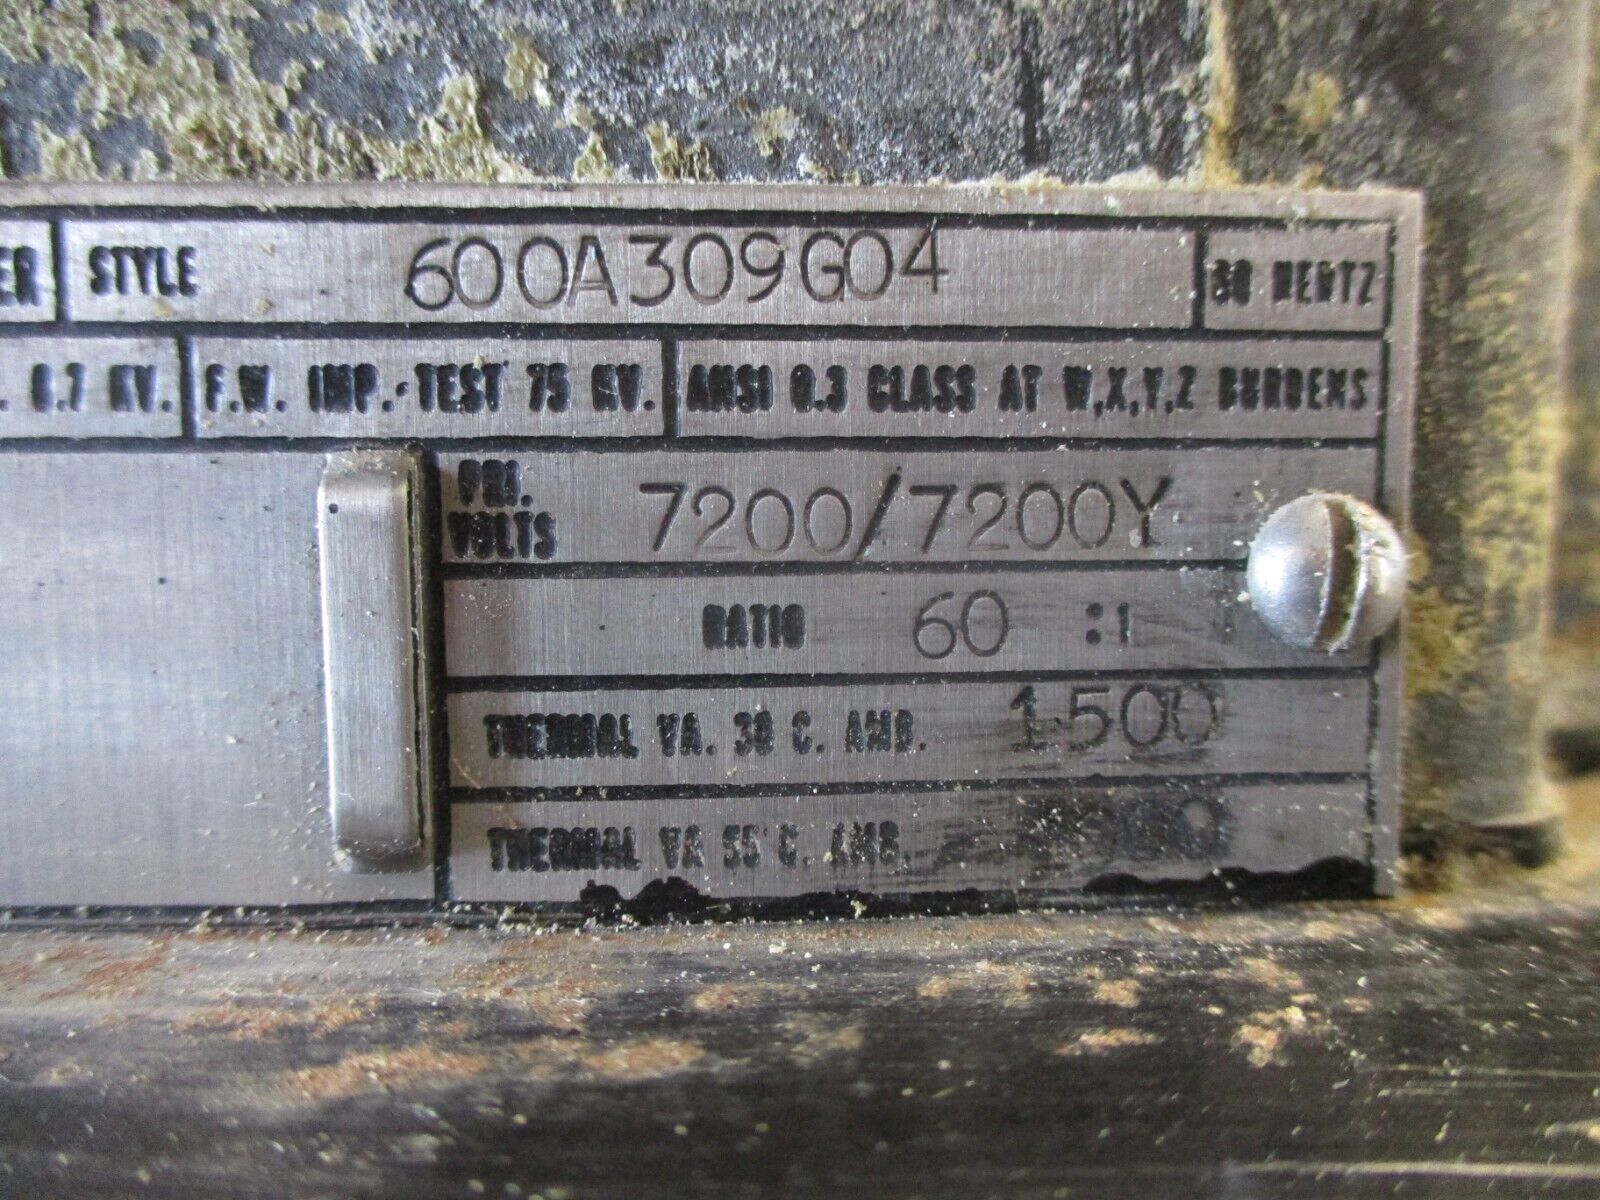 ER STYLE 600A309G04 60 HERTZ
. 8.7 KV. F.W. IMP. TEST 75 KV. ANSI 0.3 CLASS AT W,X,Y,Z BURDENS
PRI.
VOLTS 7200/7200Y
RATIO 60 :1
THERMAL VA. 30 C. AMB. 1500
THERMAL VA 55 C. AMB.